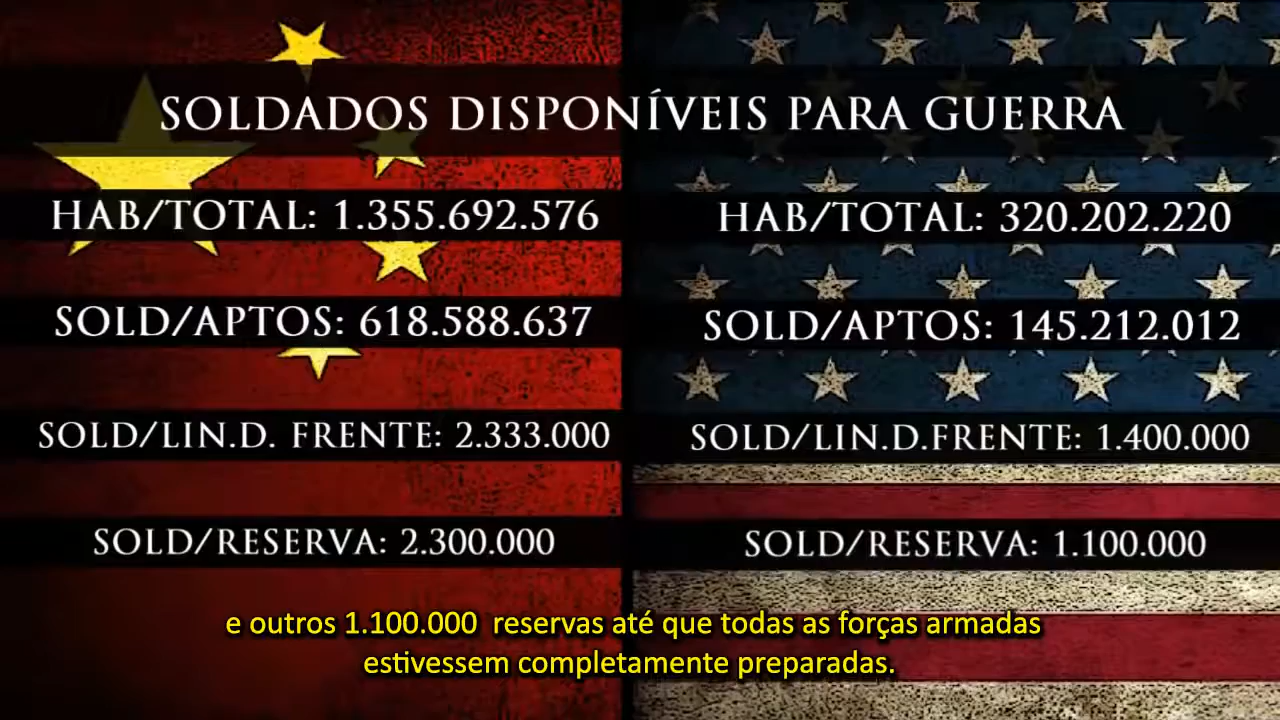 SOLDADOS DISPONÍVEIS PARA GUERRA
HAB/TOTAL: 1.355.692.576
HAB/TOTAL: 320.202.220
SOLD/APTOS: 618.588.637
SOLD/APTOS: 145.212.012
SOLD/LIN.D. FRENTE: 2.333.000
SOLD/LIN.D.FRENTE: 1.400.000
SOLD/RESERVA: 2.300.000
SOLD/RESERVA: 1.100.000
e outros 1.100.000 reservas até que todas as forças armadas
estivessem completamente preparadas.